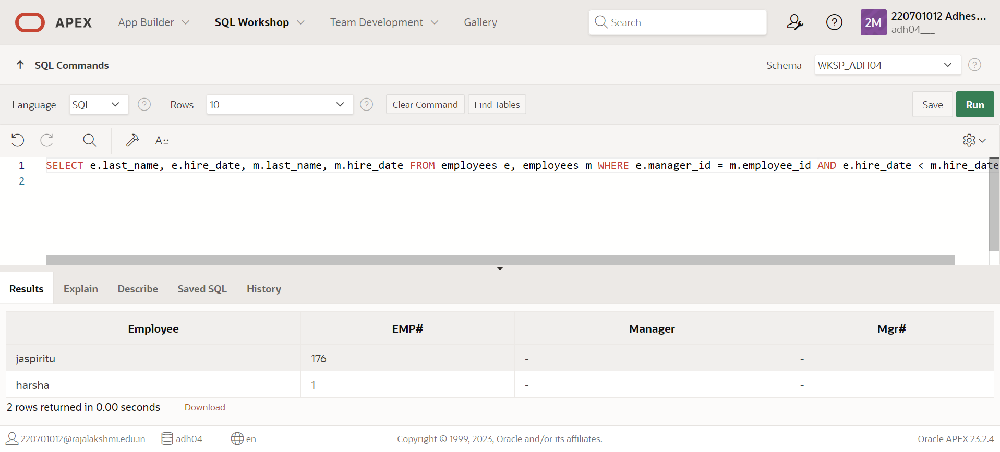 APEX App Builder SQL Workshop Team Development Gallery Search ? 2M 220701012 Adhes...
adh04___
SQL Commands Schema WKSP_ADH04 ?
Language SQL ? Rows 10 ? Clear Command Find Tables Save Run
A::
1 SELECT e.last_name, e.hire_date, m.last_name, m.hire_date FROM employees e, employees m WHERE e.manager_id = m.employee_id AND e.hire_date < m.hire_date
2
Results Explain Describe Saved SQL History
Employee EMP# Manager Mgr#
jaspiritu 176 - -
harsha 1 - -
2 rows returned in 0.00 seconds Download
220701012@rajalakshmi.edu.in adh04___ en Copyright © 1999, 2023, Oracle and/or its affiliates. Oracle APEX 23.2.4